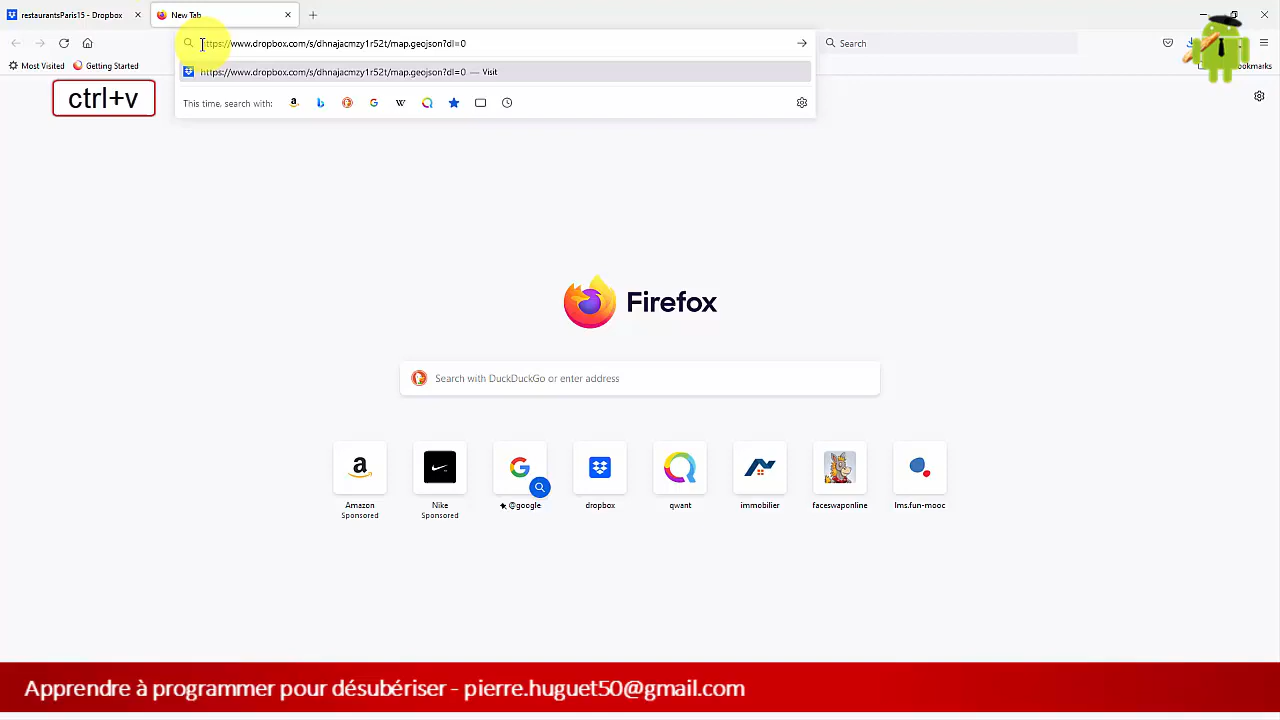 restaurantsParis15 - Dropbox
New Tab
https://www.dropbox.com/s/dhnajacmzy1r52t/map.geojson?dl=0
Search
Most Visited
Getting Started
https://www.dropbox.com/s/dhnajacmzy1r52t/map.geojson?dl=0 — Visit
ctrl+v
This time, search with:
Firefox
Search with DuckDuckGo or enter address
Amazon
Sponsored
Nike
Sponsored
@google
dropbox
qwant
immobilier
faceswaponline
lms.fun-mooc
Apprendre à programmer pour désubériser - pierre.huguet50@gmail.com